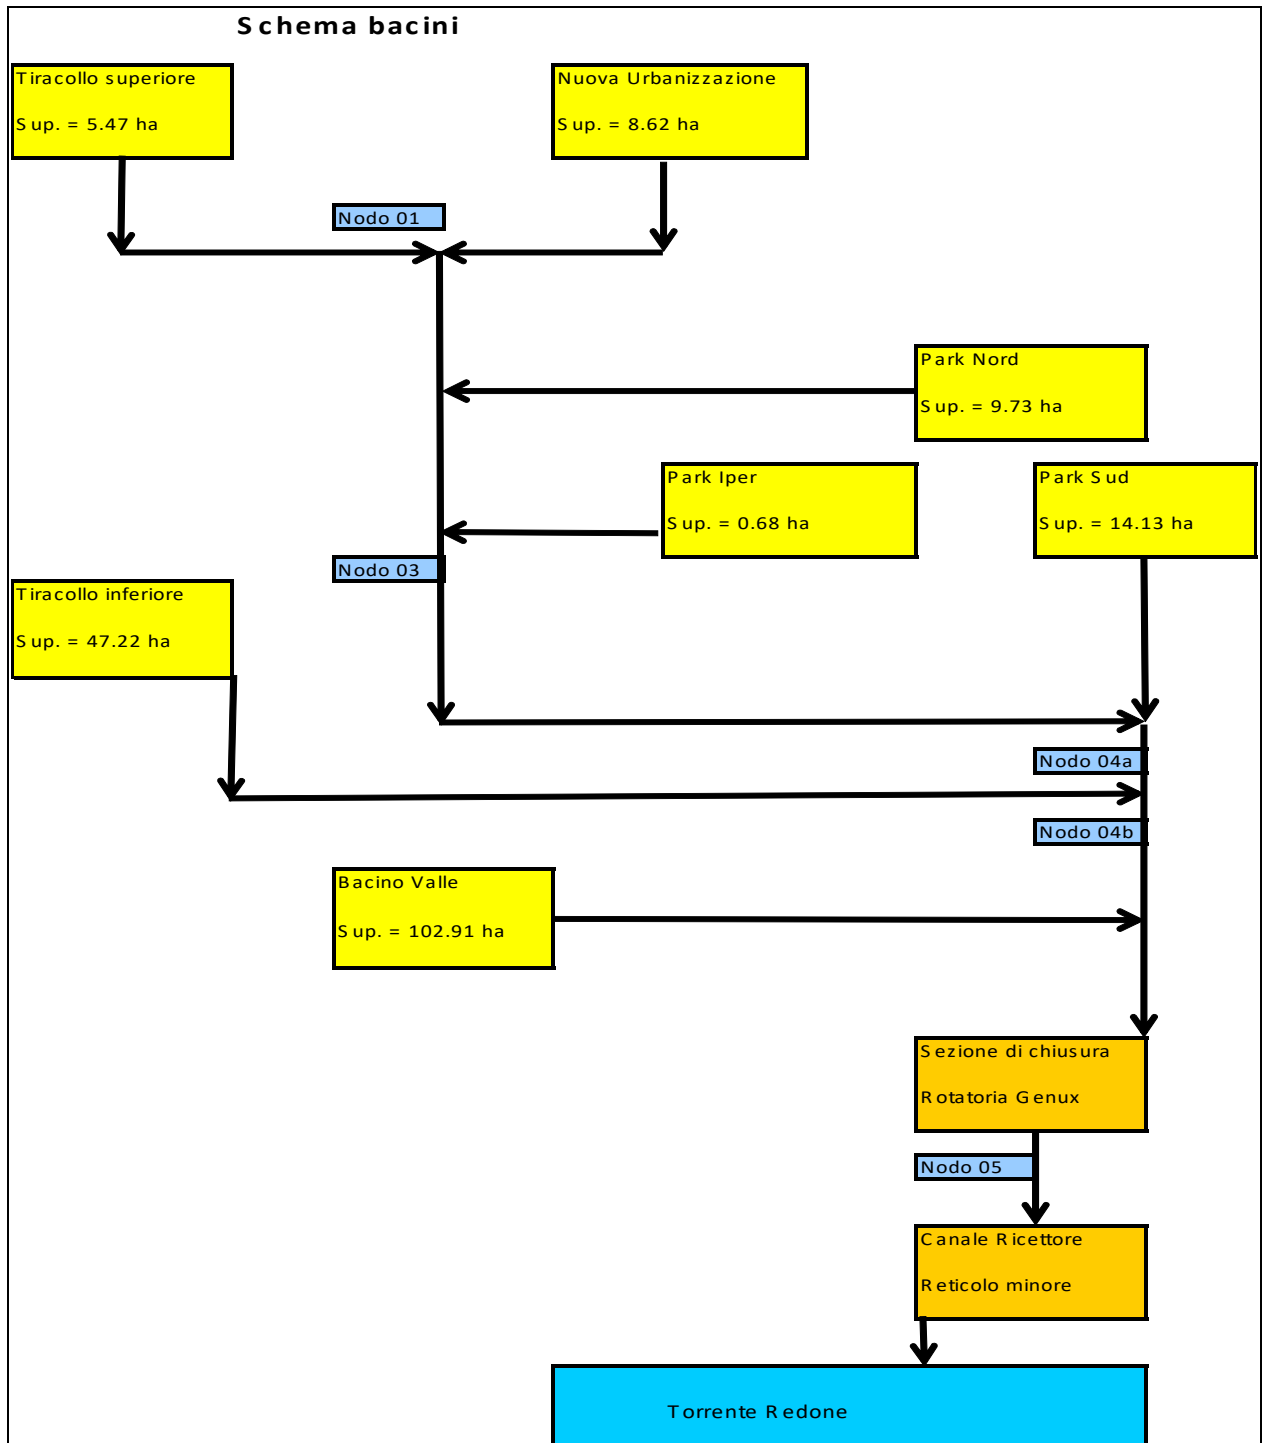 Schema bacini
Tiracollo superiore
Sup. = 5.47 ha
Nuova Urbanizzazione
Sup. = 8.62 ha
Nodo 01
Park Nord
Sup. = 9.73 ha
Park Iper
Sup. = 0.68 ha
Park Sud
Sup. = 14.13 ha
Nodo 03
Tiracollo inferiore
Sup. = 47.22 ha
Nodo 04a
Nodo 04b
Bacino Valle
Sup. = 102.91 ha
Sezione di chiusura
Rotatoria Genux
Nodo 05
Canale Ricettore
Reticolo minore
Torrente Redone